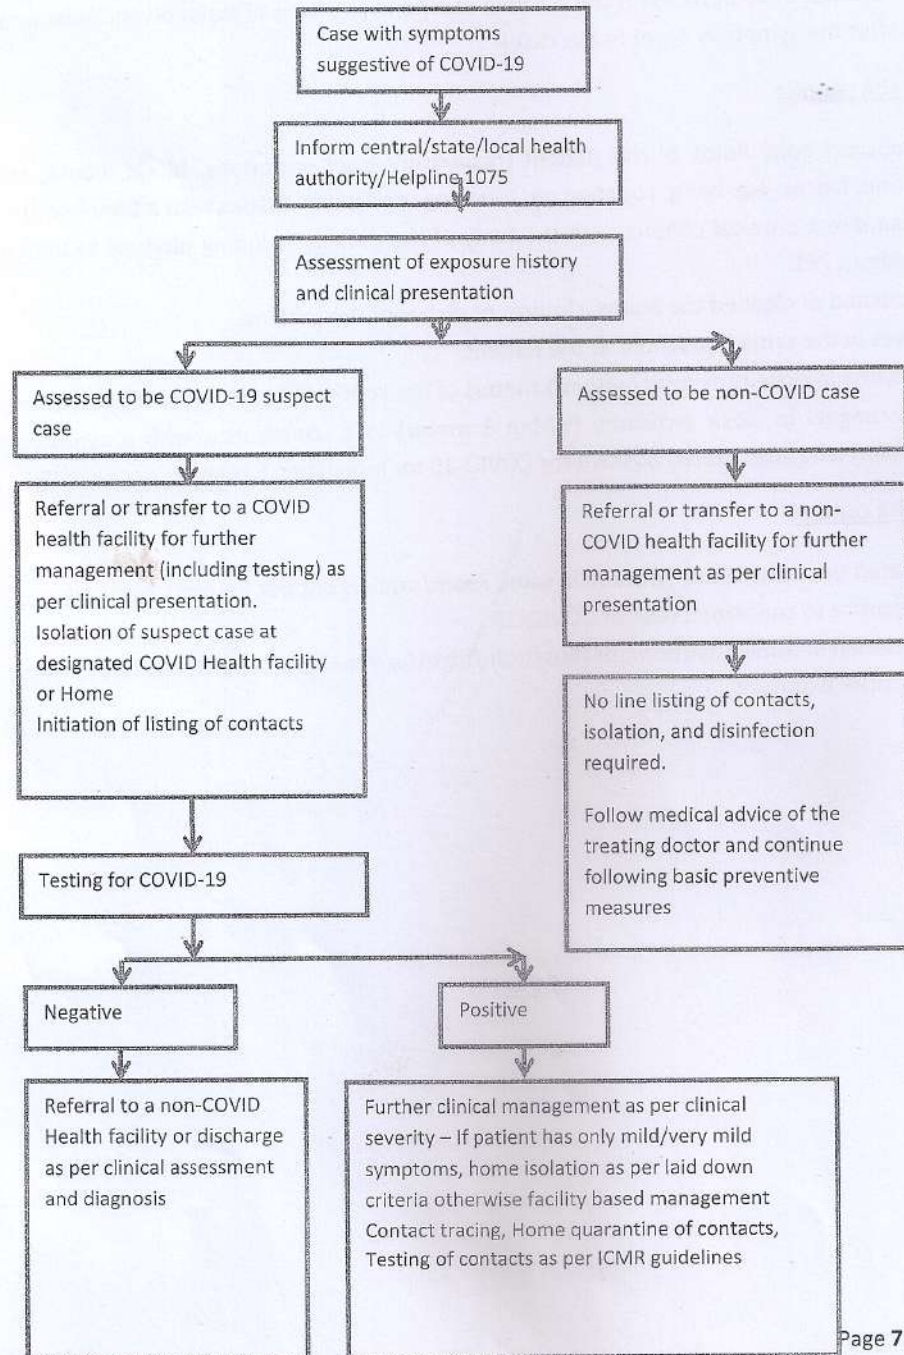 Case with symptoms
suggestive of COVID-19
Inform central/state/local health
authority/Helpline 1075
Assessment of exposure history
and clinical presentation
Assessed to be COVID-19 suspect
case
Assessed to be non-COVID case
Referral or transfer to a COVID
health facility for further
management (including testing) as
per clinical presentation.
Isolation of suspect case at
designated COVID Health facility
or Home
Initiation of listing of contacts
Referral or transfer to a non-
COVID health facility for further
management as per clinical
presentation
No line listing of contacts,
isolation, and disinfection
required.
Follow medical advice of the
treating doctor and continue
following basic preventive
measures
Testing for COVID-19
Negative
Positive
Referral to a non-COVID
Health facility or discharge
as per clinical assessment
and diagnosis
Further clinical management as per clinical
severity – If patient has only mild/very mild
symptoms, home isolation as per laid down
criteria otherwise facility based management
Contact tracing, Home quarantine of contacts,
Testing of contacts as per ICMR guidelines
Page 7